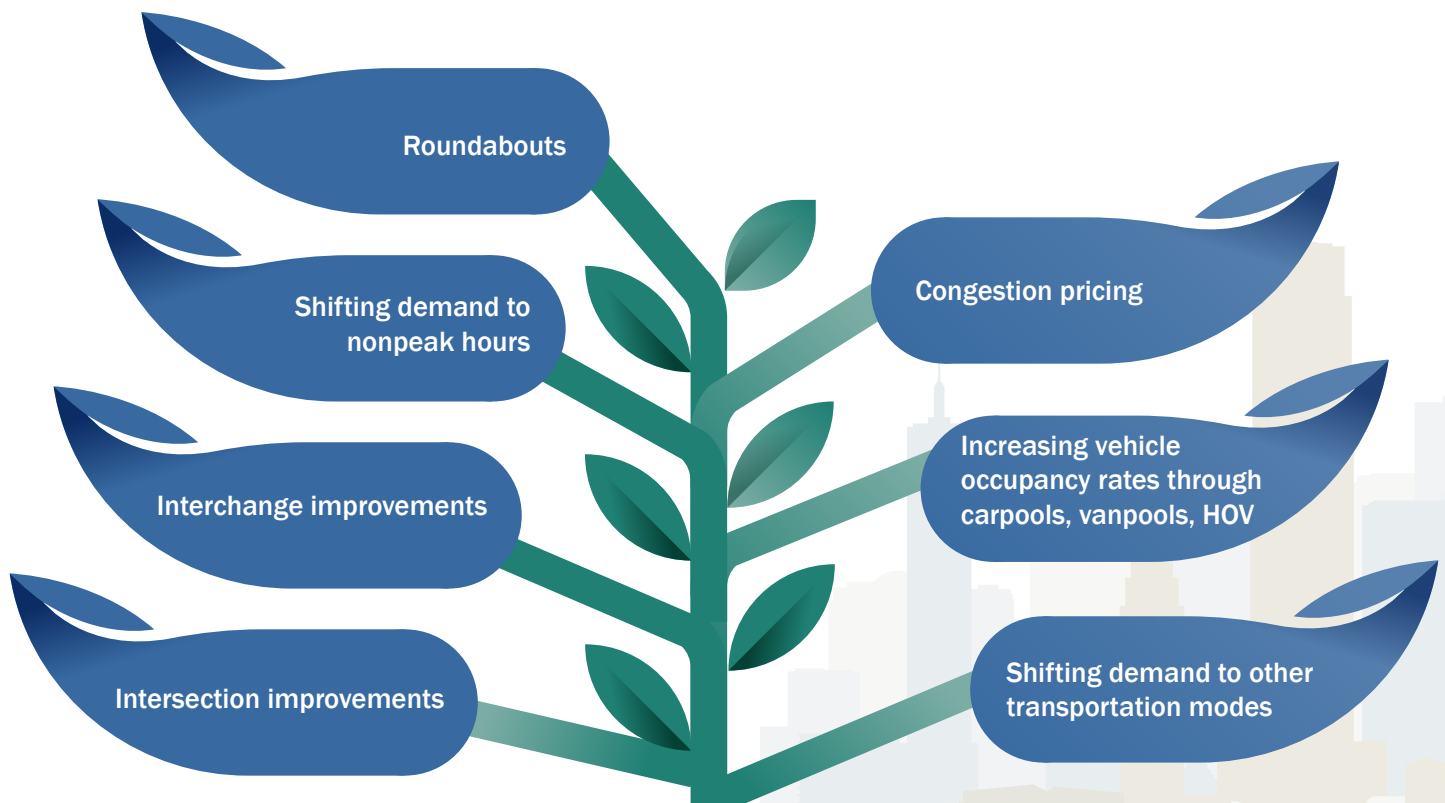 Roundabouts
Shifting demand to
nonpeak hours
Interchange improvements
Intersection improvements
Congestion pricing
Increasing vehicle
occupancy rates through
carpools, vanpools, HOV
Shifting demand to other
transportation modes